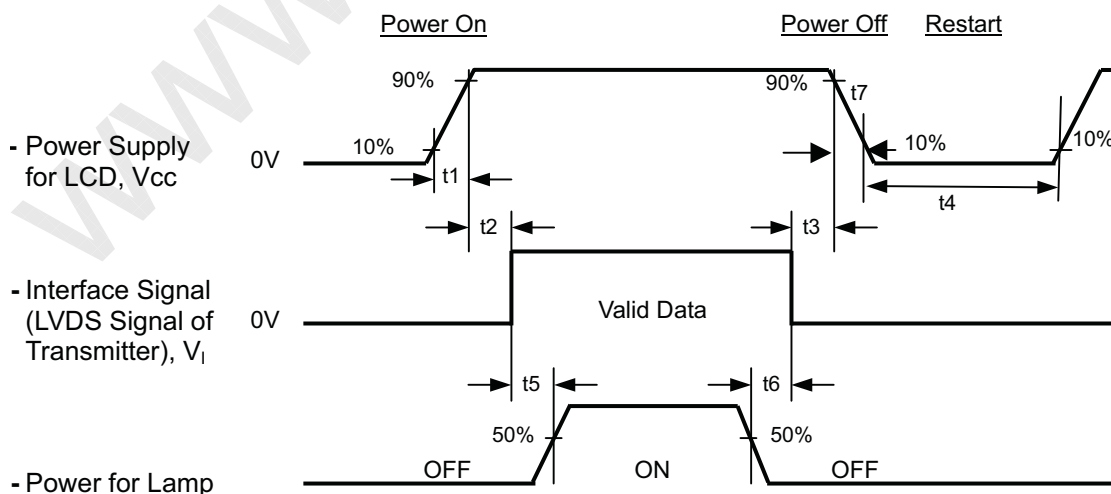 www
Power On
Power Off
Restart
90%
90%
t7
- Power Supply
for LCD, Vcc
0V
10%
10%
10%
t1
t4
t2
t3
- Interface Signal
(LVDS Signal of
Transmitter), VI
0V
Valid Data
t5
t6
50%
50%
- Power for Lamp
OFF
ON
OFF